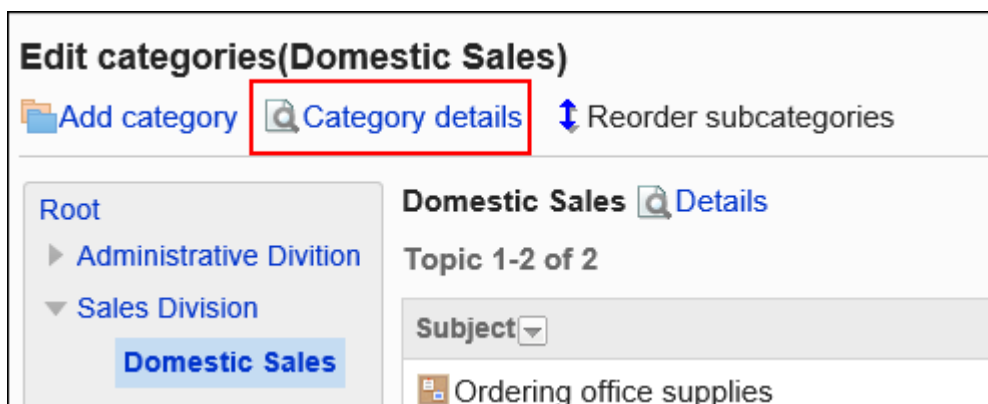 Edit categories(Domestic Sales)
Add category Category details Reorder subcategories
Root
Administrative Divition
Sales Division
Domestic Sales
Domestic Sales Details
Topic 1-2 of 2
Subject
Ordering office supplies